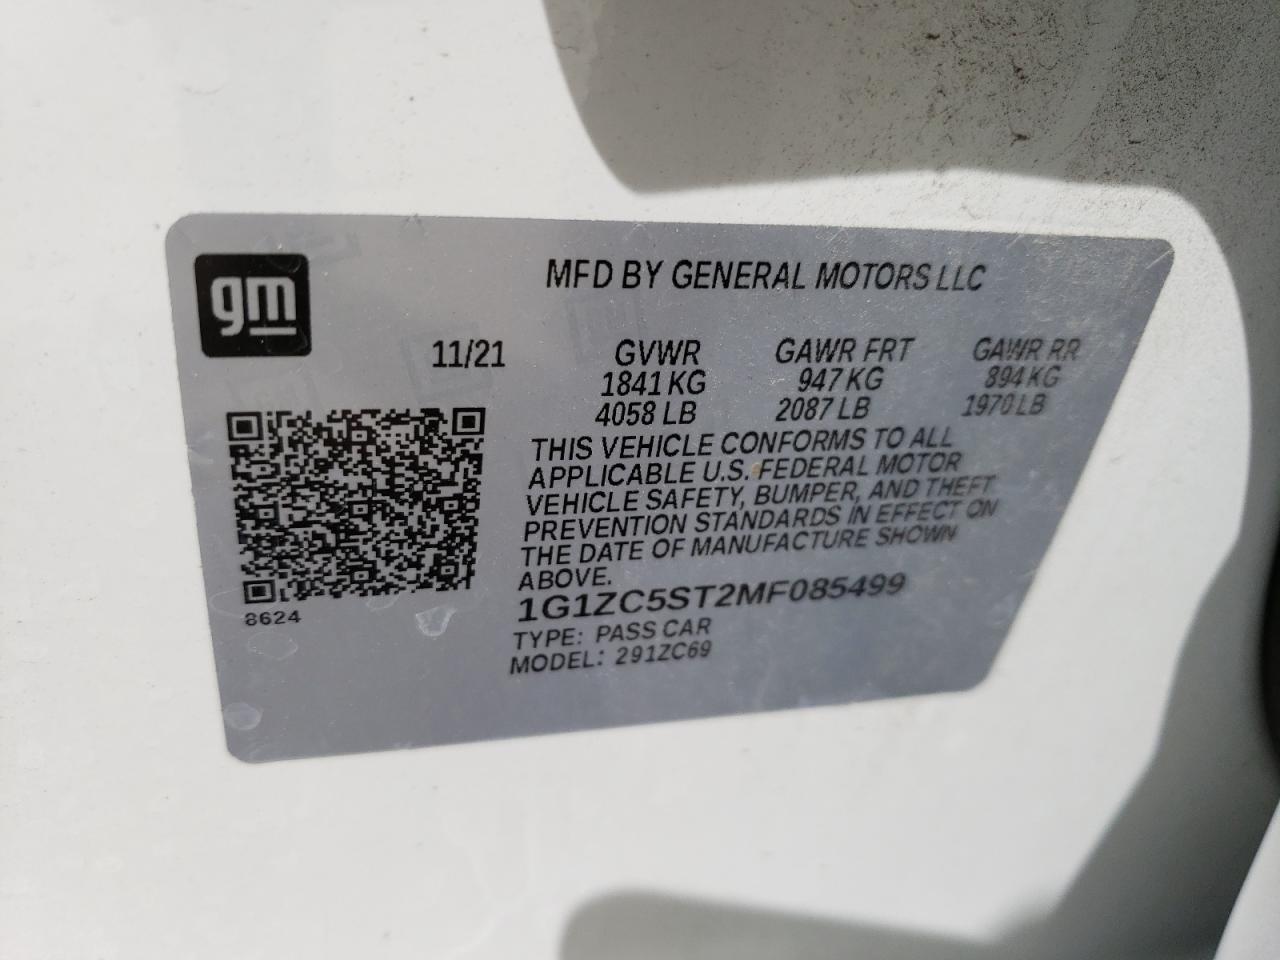 gm
MFD BY GENERAL MOTORS LLC
11/21 GVWR GAWR FRT GAWR RR
1841 KG 947 KG 894 KG
4058 LB 2087 LB 1970 LB
THIS VEHICLE CONFORMS TO ALL
APPLICABLE U.S. FEDERAL MOTOR
VEHICLE SAFETY, BUMPER, AND THEFT
PREVENTION STANDARDS IN EFFECT ON
THE DATE OF MANUFACTURE SHOWN
ABOVE.
1G1ZC5ST2MF085499
TYPE: PASS CAR
MODEL: 291ZC69
8624